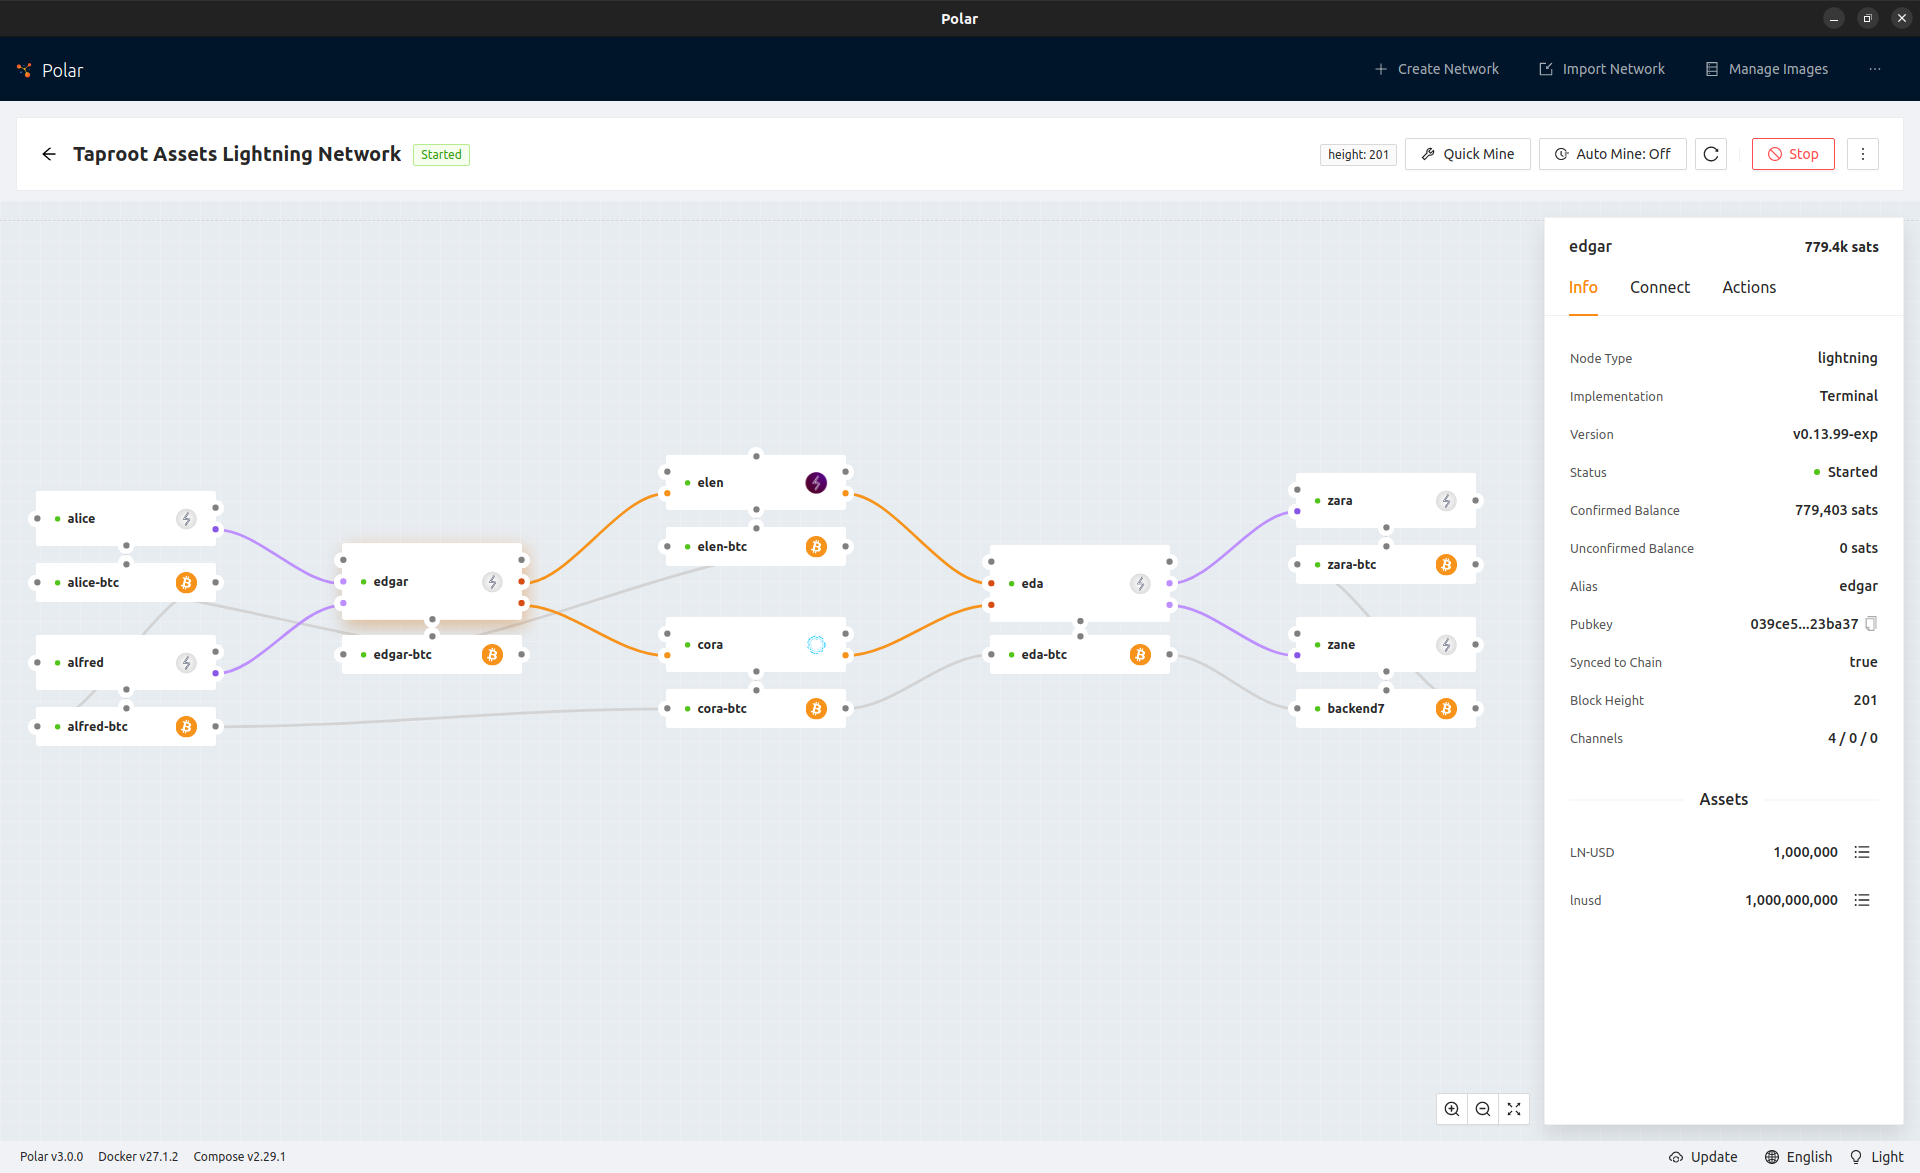 Polar
Polar
Create Network
Import Network
Manage Images
Taproot Assets Lightning Network
Started
height: 201
Quick Mine
Auto Mine: Off
Stop
edgar
779.4k sats
Info
Connect
Actions
Node Type
lightning
Implementation
Terminal
Version
v0.13.99-exp
Status
Started
Confirmed Balance
779,403 sats
Unconfirmed Balance
0 sats
Alias
edgar
Pubkey
039ce5...23ba37
Synced to Chain
true
Block Height
201
Channels
4 / 0 / 0
Assets
LN-USD
1,000,000
lnusd
1,000,000,000
alice
alice-btc
alfred
alfred-btc
edgar
edgar-btc
elen
elen-btc
cora
cora-btc
eda
eda-btc
zara
zara-btc
zane
backend7
Polar v3.0.0
Docker v27.1.2
Compose v2.29.1
Update
English
Light